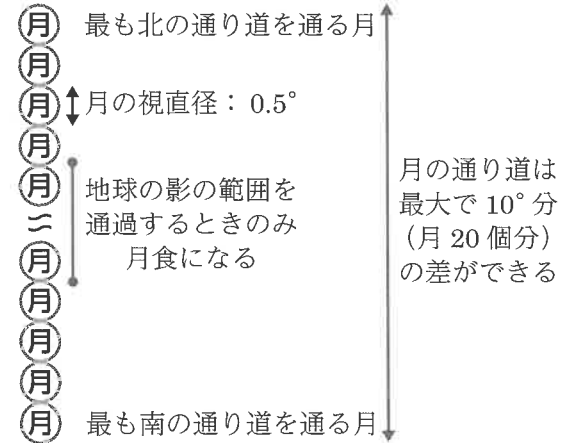 月 最も北の通り道を通る月
月
月 月の視直径：0.5°
月
月 地球の影の範囲を
≈ 通過するときのみ
月 月食になる
月
月
月
月 最も南の通り道を通る月
月の通り道は
最大で 10° 分
（月 20 個分）
の差ができる